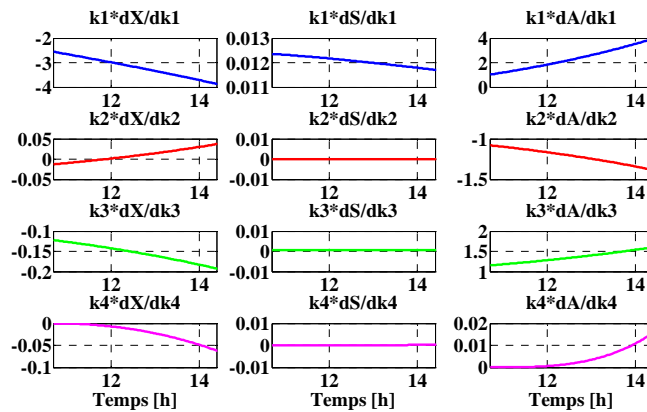 k1*dX/dk1 k1*dS/dk1 k1*dA/dk1
-2 0.013 4
-3 0.012 2
-4 0.011 0
12 14 12 14 12 14
k2*dX/dk2 k2*dS/dk2 k2*dA/dk2
0.05 0.01 -1
0 0
-0.05 -0.01 -1.5
12 14 12 14 12 14
k3*dX/dk3 k3*dS/dk3 k3*dA/dk3
-0.1 0.01 2
-0.15 0 1.5
-0.2 -0.01 1
12 14 12 14 12 14
k4*dX/dk4 k4*dS/dk4 k4*dA/dk4
0 0.01 0.02
-0.05 0 0.01
-0.1 -0.01 0
12 14 12 14 12 14
Temps [h] Temps [h] Temps [h]